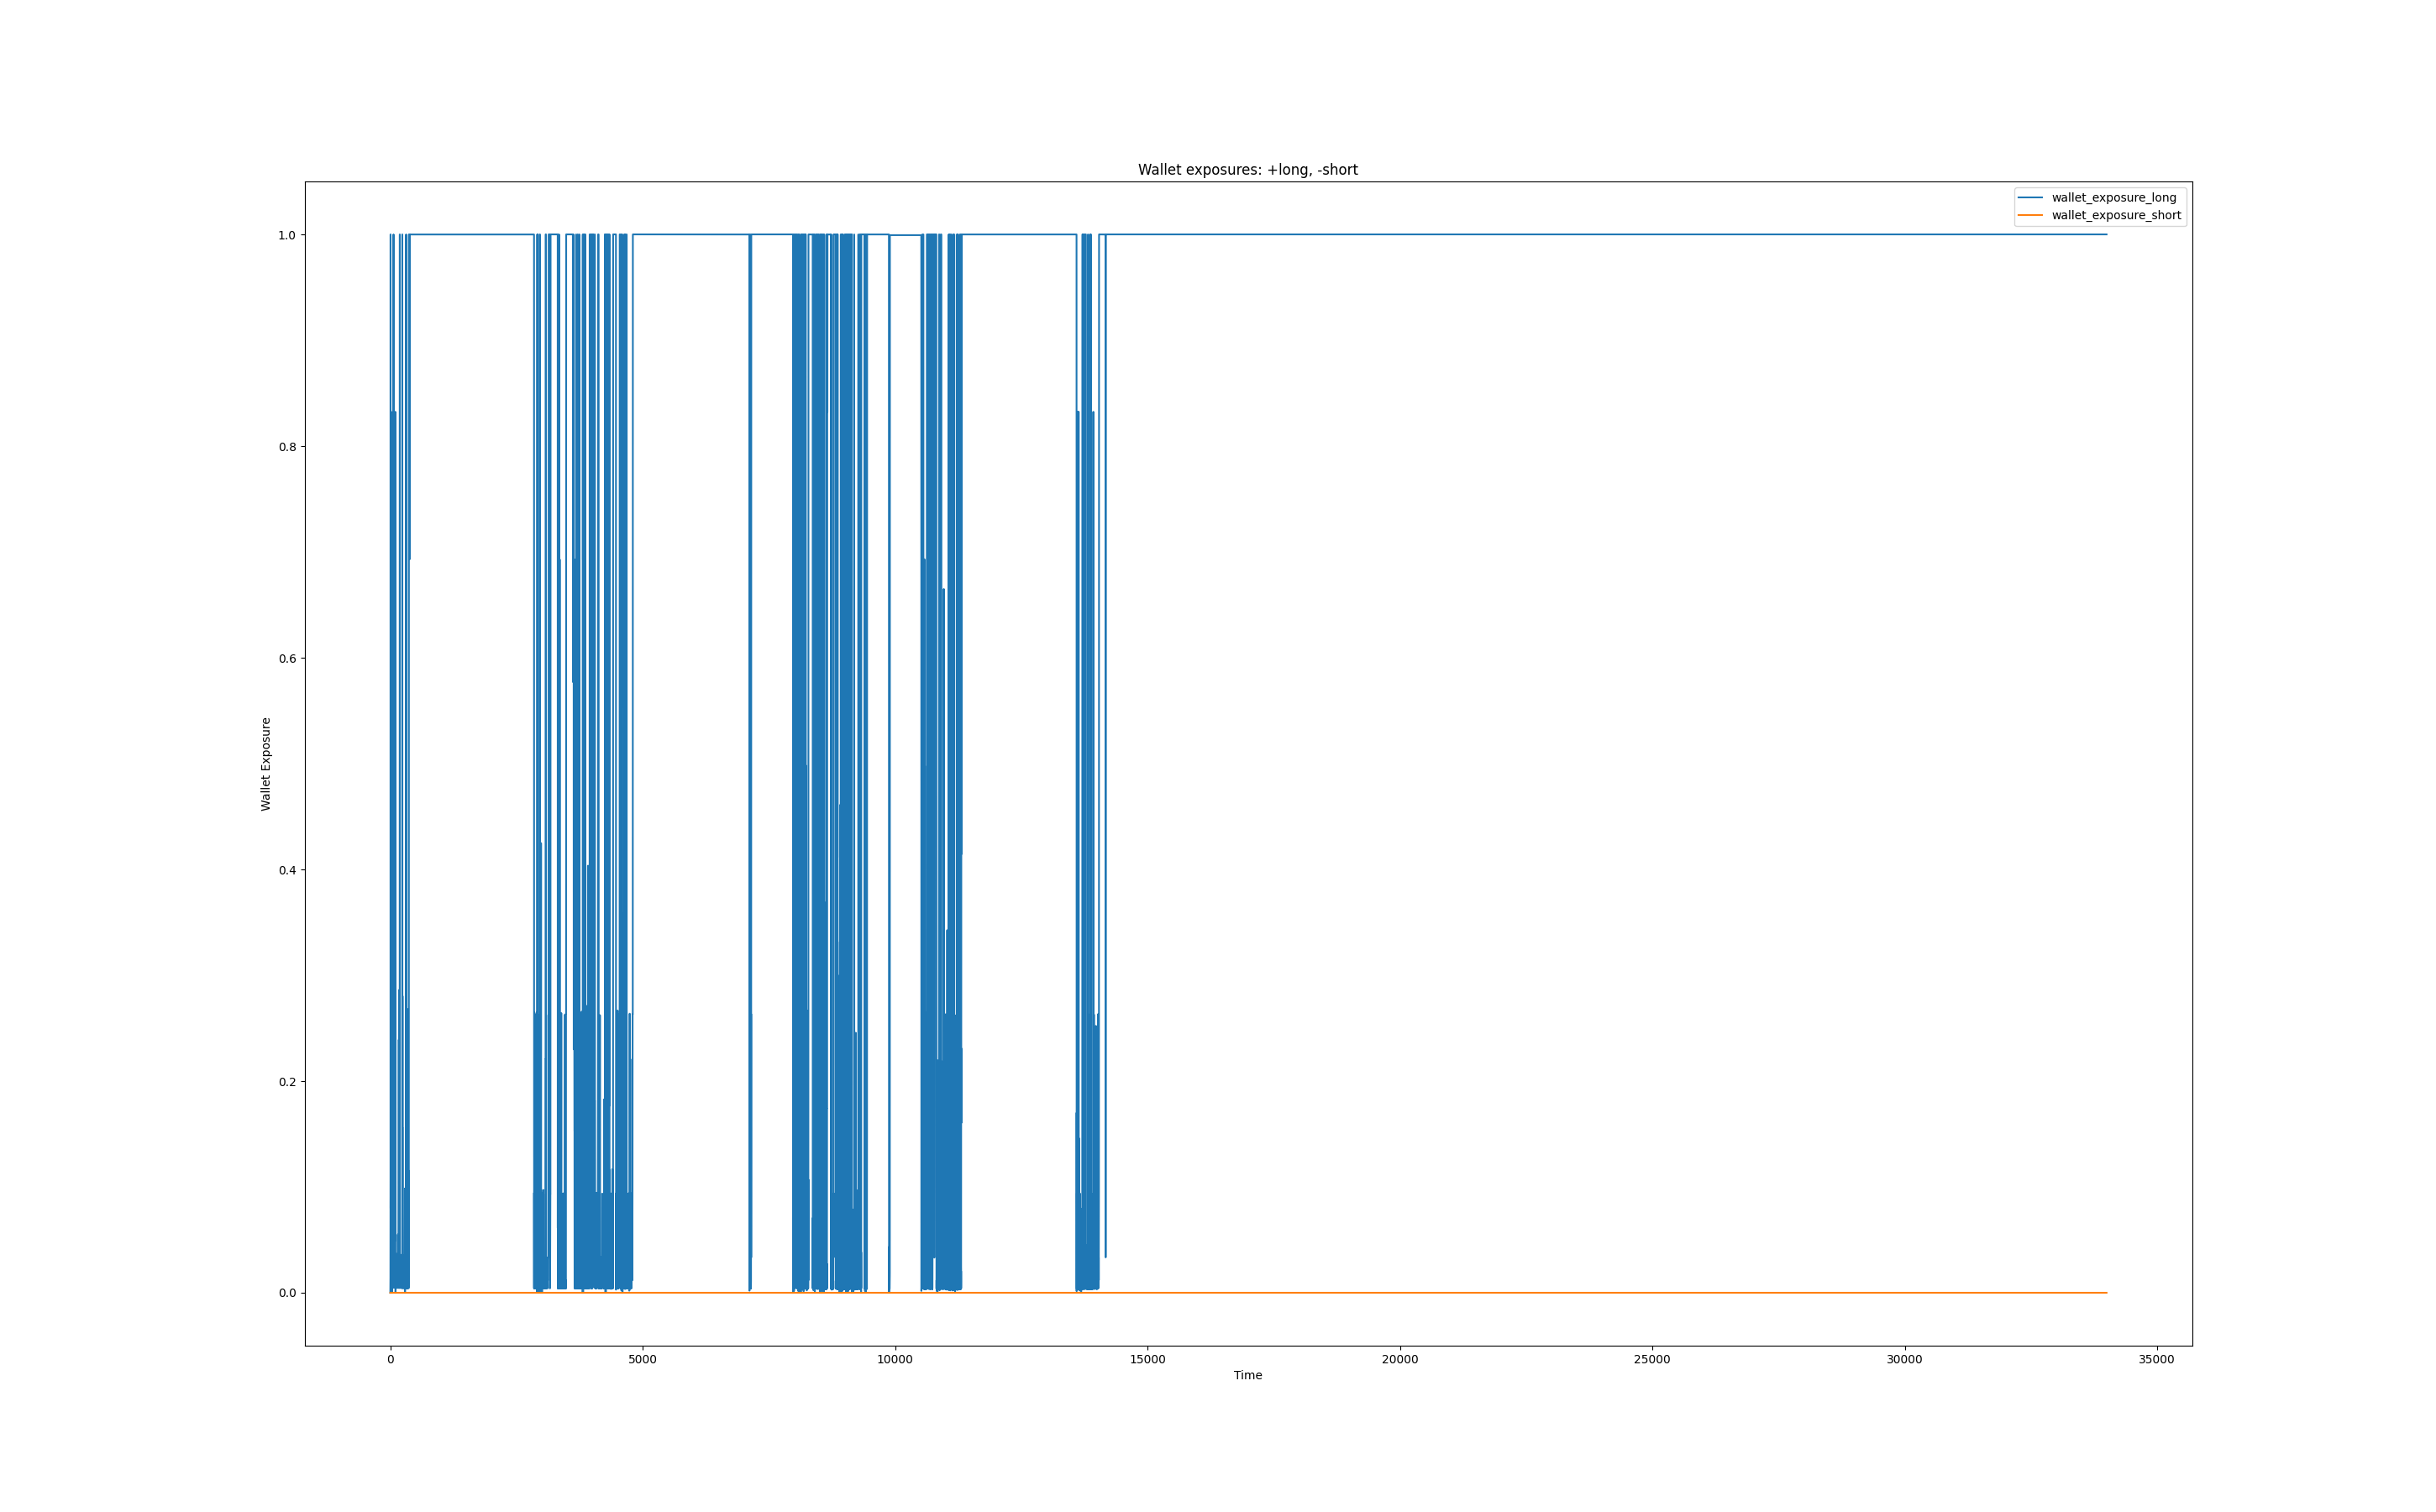 Wallet exposures: +long, -short
wallet_exposure_long
wallet_exposure_short
1.0
0.8
0.6
0.4
0.2
0.0
Wallet Exposure
0 5000 10000 15000 20000 25000 30000 35000
Time